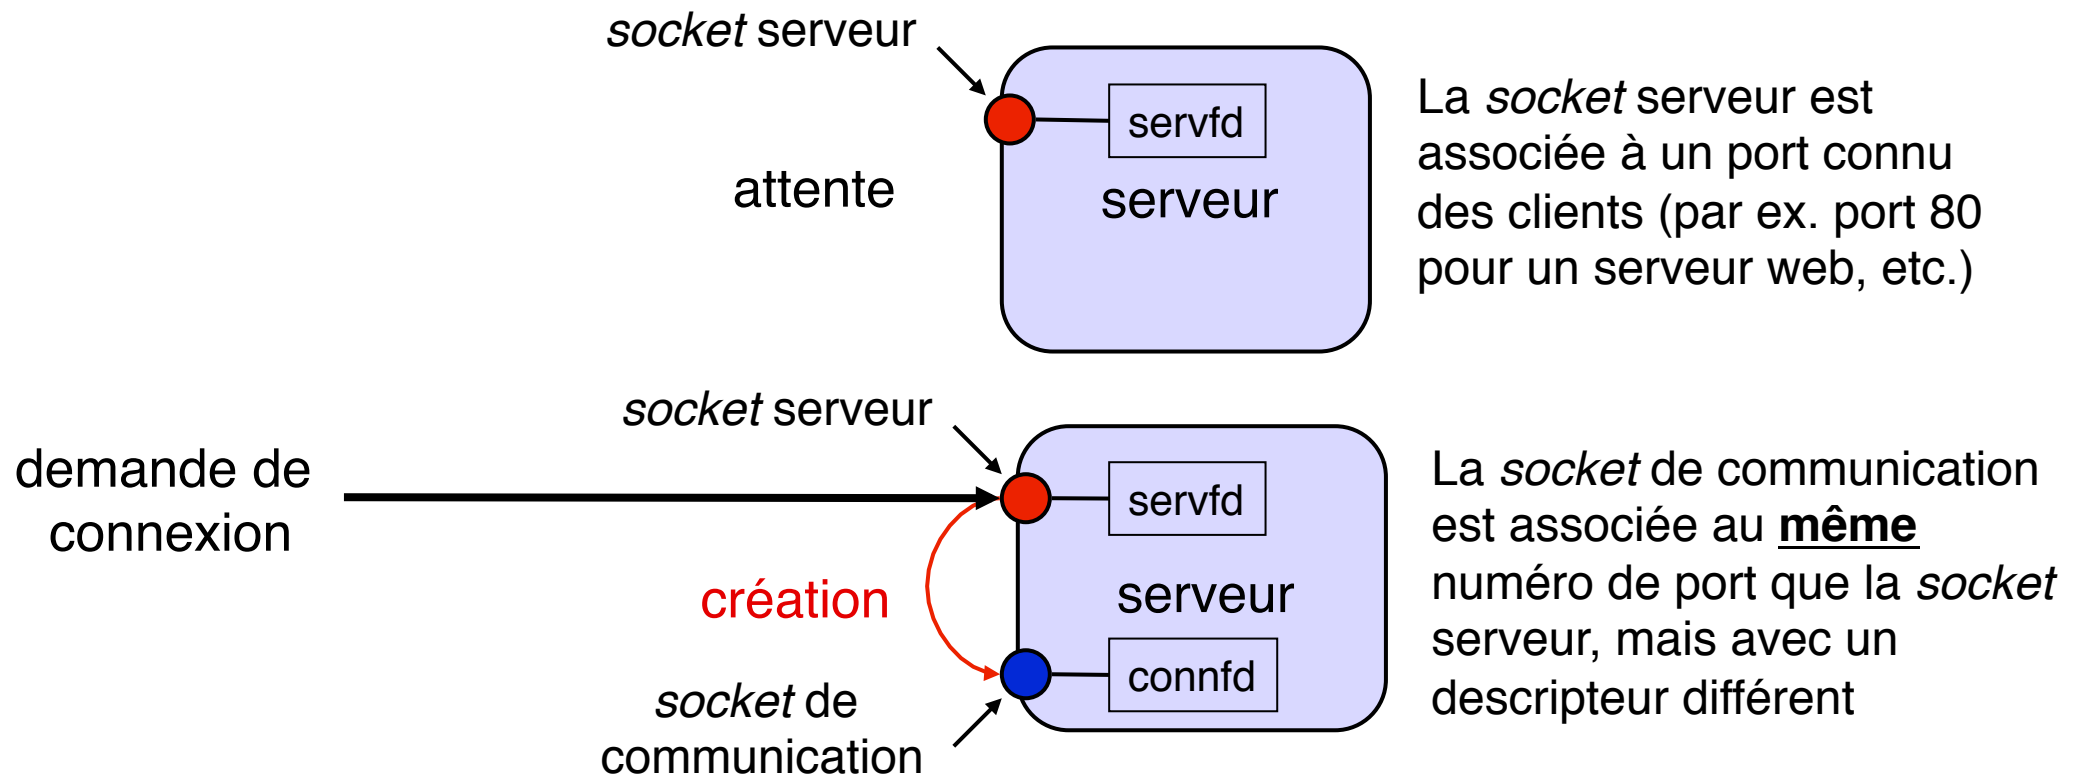 socket serveur
servfd
attente
serveur
La socket serveur est
associée à un port connu
des clients (par ex. port 80
pour un serveur web, etc.)
socket serveur
demande de
connexion
servfd
création
serveur
connfd
socket de
communication
La socket de communication
est associée au même
numéro de port que la socket
serveur, mais avec un
descripteur différent